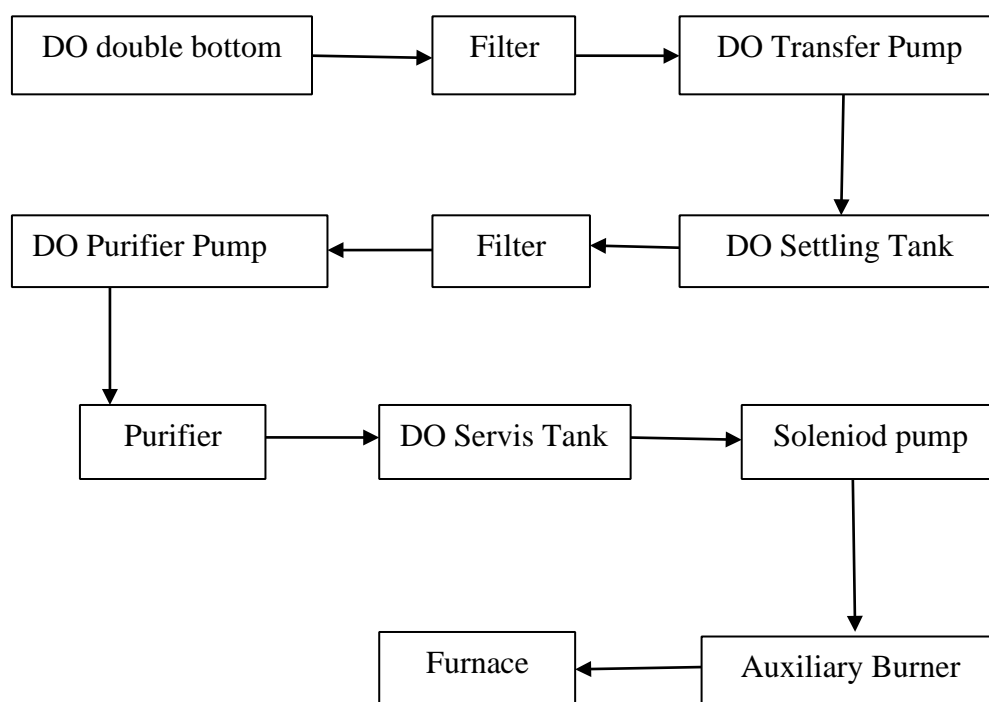 DO double bottom
Filter
DO Transfer Pump
DO Purifier Pump
Filter
DO Settling Tank
Purifier
DO Servis Tank
Soleniod pump
Furnace
Auxiliary Burner